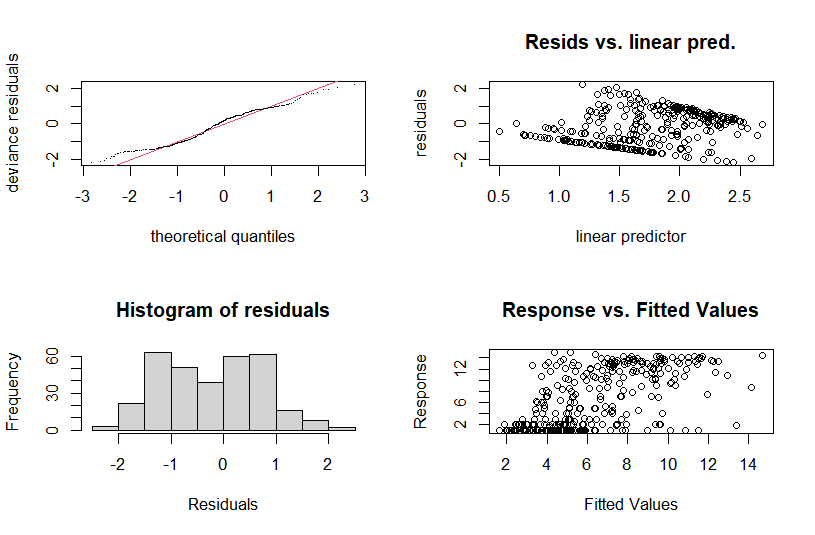 deviance residuals
2
0
-2
-3 -2 -1 0 1 2 3
theoretical quantiles
Resids vs. linear pred.
residuals
2
0
-2
0.5 1.0 1.5 2.0 2.5
linear predictor
Histogram of residuals
Frequency
60
30
0
-2 -1 0 1 2
Residuals
Response vs. Fitted Values
Response
12
6
2
2 4 6 8 10 12 14
Fitted Values